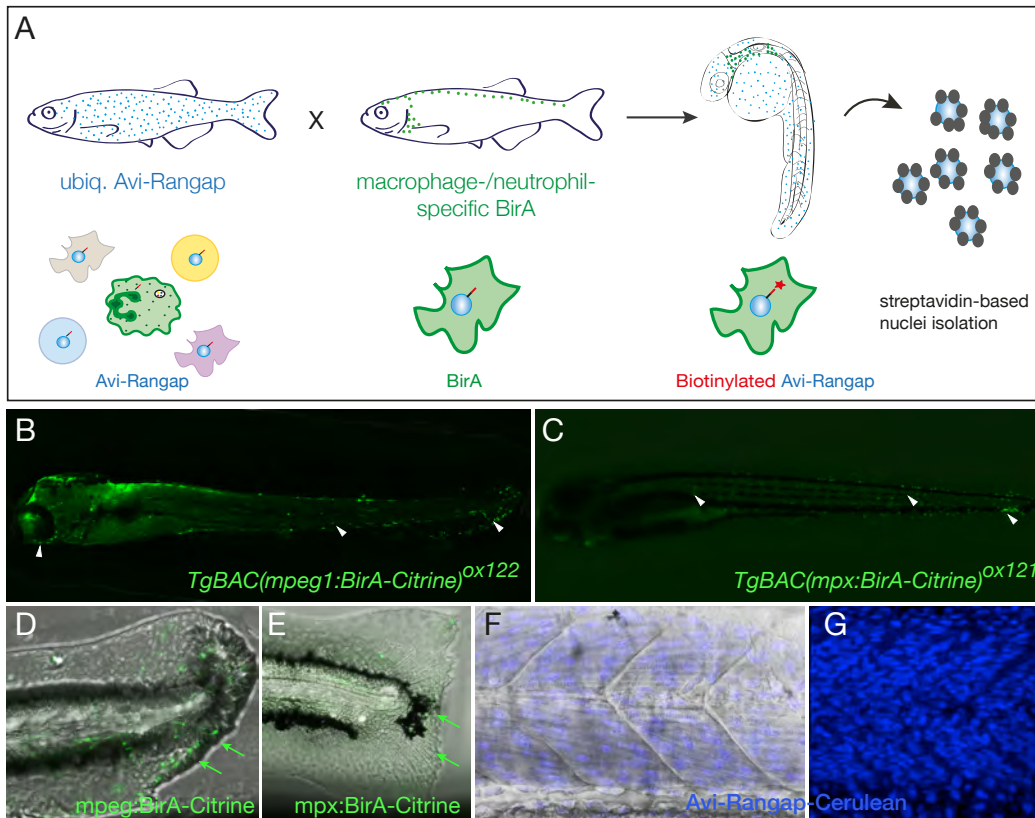 A
ubiq. Avi-Rangap
X
macrophage-/neutrophil-
specific BirA
streptavidin-based
nuclei isolation
Avi-Rangap
BirA
Biotinylated Avi-Rangap
B
TgBAC(mpeg1:BirA-Citrine)ox122
C
TgBAC(mpx:BirA-Citrine)ox121
D
mpeg:BirA-Citrine
E
mpx:BirA-Citrine
F
G
Avi-Rangap-Cerulean